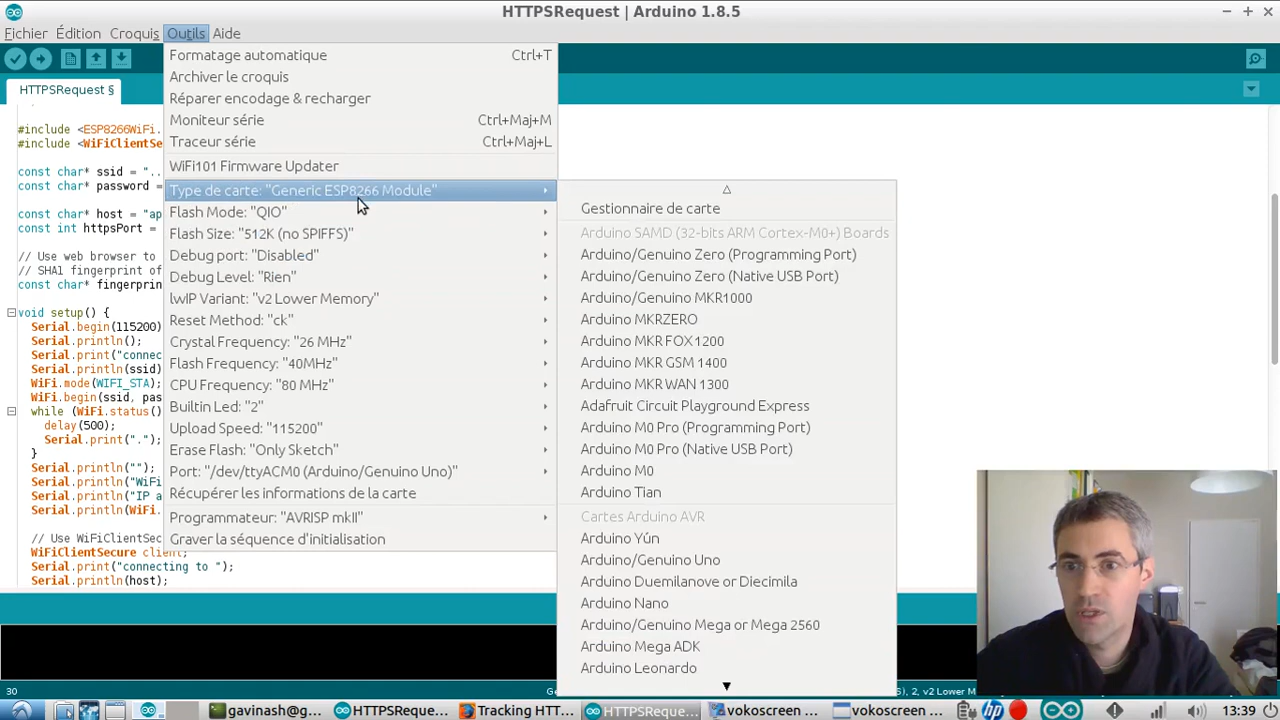 HTTPSRequest | Arduino 1.8.5
Fichier Édition Croquis Outils Aide
HTTPSRequest §
Formatage automatique Ctrl+T
Archiver le croquis
Réparer encodage & recharger
Moniteur série Ctrl+Maj+M
Traceur série Ctrl+Maj+L
WiFi101 Firmware Updater
Type de carte: "Generic ESP8266 Module"
Flash Mode: "QIO"
Flash Size: "512K (no SPIFFS)"
Debug port: "Disabled"
Debug Level: "Rien"
lwIP Variant: "v2 Lower Memory"
Reset Method: "ck"
Crystal Frequency: "26 MHz"
Flash Frequency: "40MHz"
CPU Frequency: "80 MHz"
Builtin Led: "2"
Upload Speed: "115200"
Erase Flash: "Only Sketch"
Port: "/dev/ttyACM0 (Arduino/Genuino Uno)"
Récupérer les informations de la carte
Programmateur: "AVRISP mkII"
Graver la séquence d'initialisation
Gestionnaire de carte
Arduino SAMD (32-bits ARM Cortex-M0+) Boards
Arduino/Genuino Zero (Programming Port)
Arduino/Genuino Zero (Native USB Port)
Arduino/Genuino MKR1000
Arduino MKRZERO
Arduino MKR FOX 1200
Arduino MKR GSM 1400
Arduino MKR WAN 1300
Adafruit Circuit Playground Express
Arduino M0 Pro (Programming Port)
Arduino M0 Pro (Native USB Port)
Arduino M0
Arduino Tian
Cartes Arduino AVR
Arduino Yún
Arduino/Genuino Uno
Arduino Duemilanove or Diecimila
Arduino Nano
Arduino/Genuino Mega or Mega 2560
Arduino Mega ADK
Arduino Leonardo
#include <ESP8266WiFi.
#include <WiFiClientSe
const char* ssid = "..
const char* password =
const char* host = "ap
const int httpsPort =
// Use web browser to
// SHA1 fingerprint of
const char* fingerprin
void setup() {
Serial.begin(115200)
Serial.println();
Serial.print("connec
Serial.println(ssid)
WiFi.mode(WIFI_STA);
WiFi.begin(ssid, pas
while (WiFi.status()
delay(500);
Serial.print(".");
}
Serial.println("");
Serial.println("WiFi
Serial.println("IP a
Serial.println(WiFi.
// Use WiFiClientSecur
WiFiClientSecure client;
Serial.print("connecting to ");
Serial.println(host);
30
Ge
), 2, v2 Lower M
gavinash@g... HTTPSReque... Tracking HT... HTTPSReque... vokoscreen ... vokoscreen ... hp 13:39